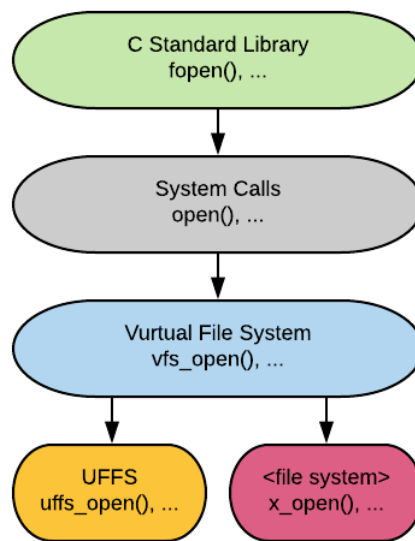 C Standard Library
fopen(), ...
System Calls
open(), ...
Vurtual File System
vfs_open(), ...
UFFS
uffs_open(), ...
<file system>
x_open(), ...